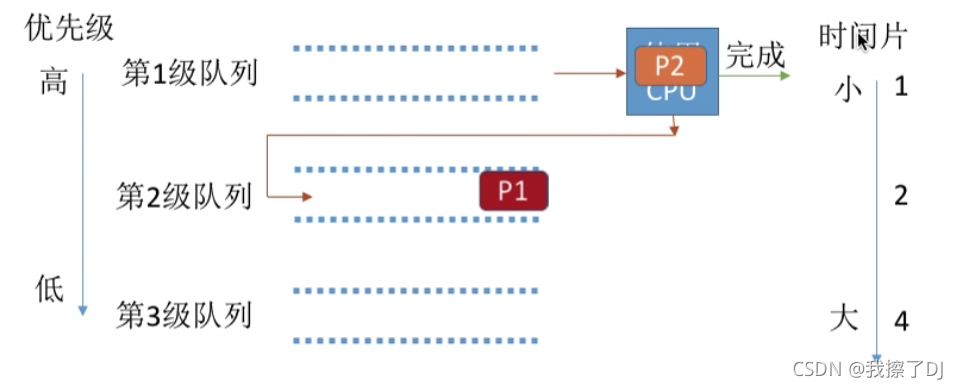 优先级
时间片
高
第1级队列
P2
CPU
完成
小
1
第2级队列
P1
2
低
第3级队列
大
4
CSDN @我擦了DJ